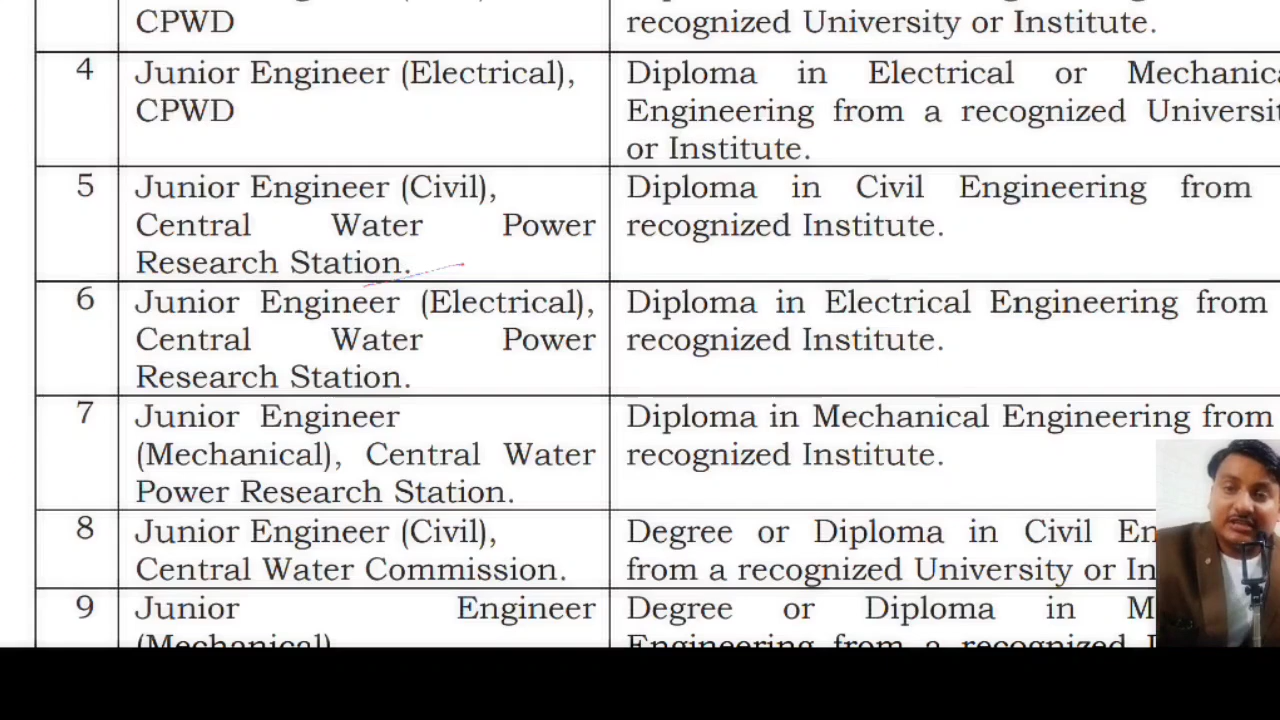 CPWD
recognized University or Institute.
4
Junior Engineer (Electrical),
CPWD
Diploma in Electrical or
Engineering from a recognized
or Institute.
5
Junior Engineer (Civil),
Central Water Power
Research Station.
Diploma in Civil Engineering from
recognized Institute.
6
Junior Engineer (Electrical),
Central Water Power
Research Station.
Diploma in Electrical Engineering from
recognized Institute.
7
Junior Engineer
(Mechanical), Central Water
Power Research Station.
Diploma in Mechanical Engineering from
recognized Institute.
8
Junior Engineer (Civil),
Central Water Commission.
Degree or Diploma in Civil
from a recognized University or
9
Junior Engineer
(Mechanical)
Degree or Diploma in
Engineering from a recognized